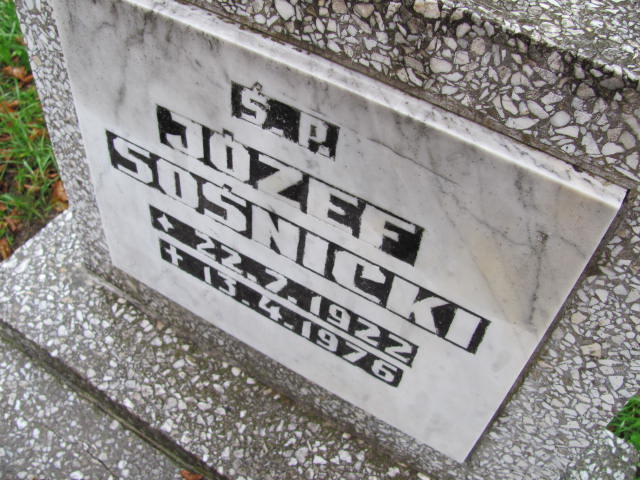 Ś.P.
JÓZEF
SOŚNICKI
+ 22.7.1922
+ 13.4.1976